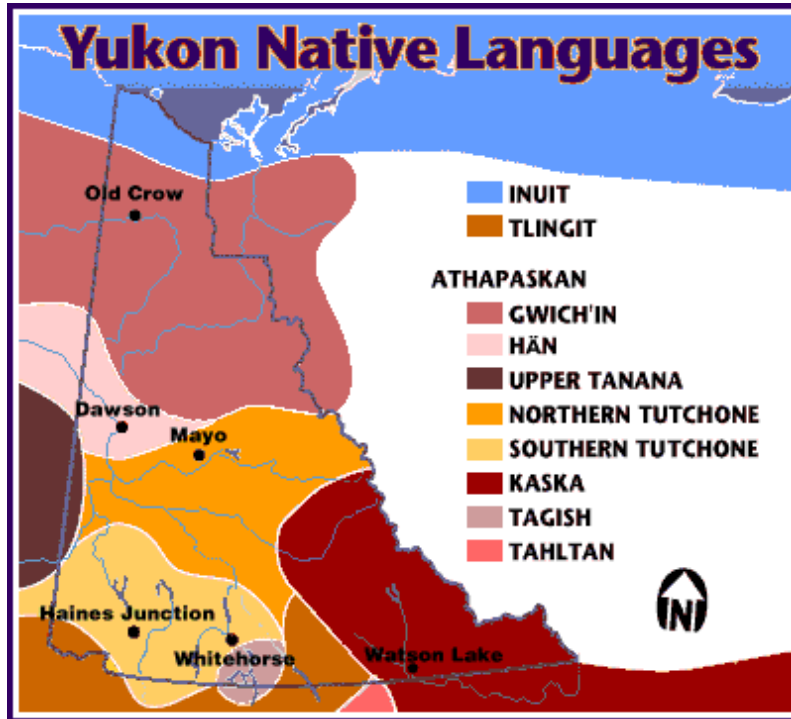 Yukon Native Languages
Old Crow
INUIT
TLINGIT
ATHAPASKAN
GWICH'IN
HÄN
UPPER TANANA
NORTHERN TUTCHONE
SOUTHERN TUTCHONE
KASKA
TAGISH
TAHLTAN
Dawson
Mayo
Haines Junction
Whitehorse
Watson Lake
N